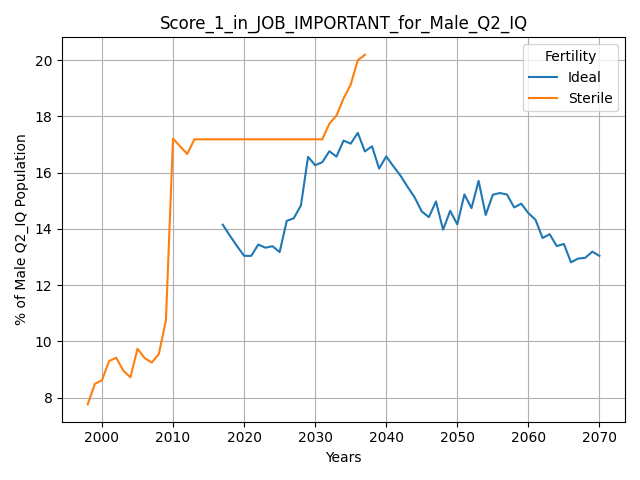 Score_1_in_JOB_IMPORTANT_for_Male_Q2_IQ
Fertility
Ideal
Sterile
% of Male Q2_IQ Population
20
18
16
14
12
10
8
2000 2010 2020 2030 2040 2050 2060 2070
Years